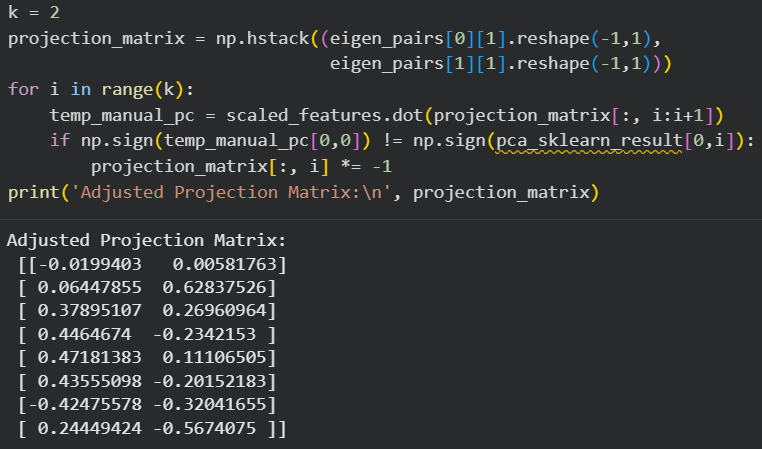 k = 2
projection_matrix = np.hstack((eigen_pairs[0][1].reshape(-1,1),
                               eigen_pairs[1][1].reshape(-1,1)))
for i in range(k):
    temp_manual_pc = scaled_features.dot(projection_matrix[:, i:i+1])
    if np.sign(temp_manual_pc[0,0]) != np.sign(pca_sklearn_result[0,i]):
        projection_matrix[:, i] *= -1
print('Adjusted Projection Matrix:\n', projection_matrix)
Adjusted Projection Matrix:
 [[-0.0199403   0.00581763]
 [ 0.06447855  0.62837526]
 [ 0.37895107  0.26960964]
 [ 0.4464674  -0.2342153 ]
 [ 0.47181383  0.11106505]
 [ 0.43555098 -0.20152183]
 [-0.42475578 -0.32041655]
 [ 0.24449424 -0.5674075 ]]